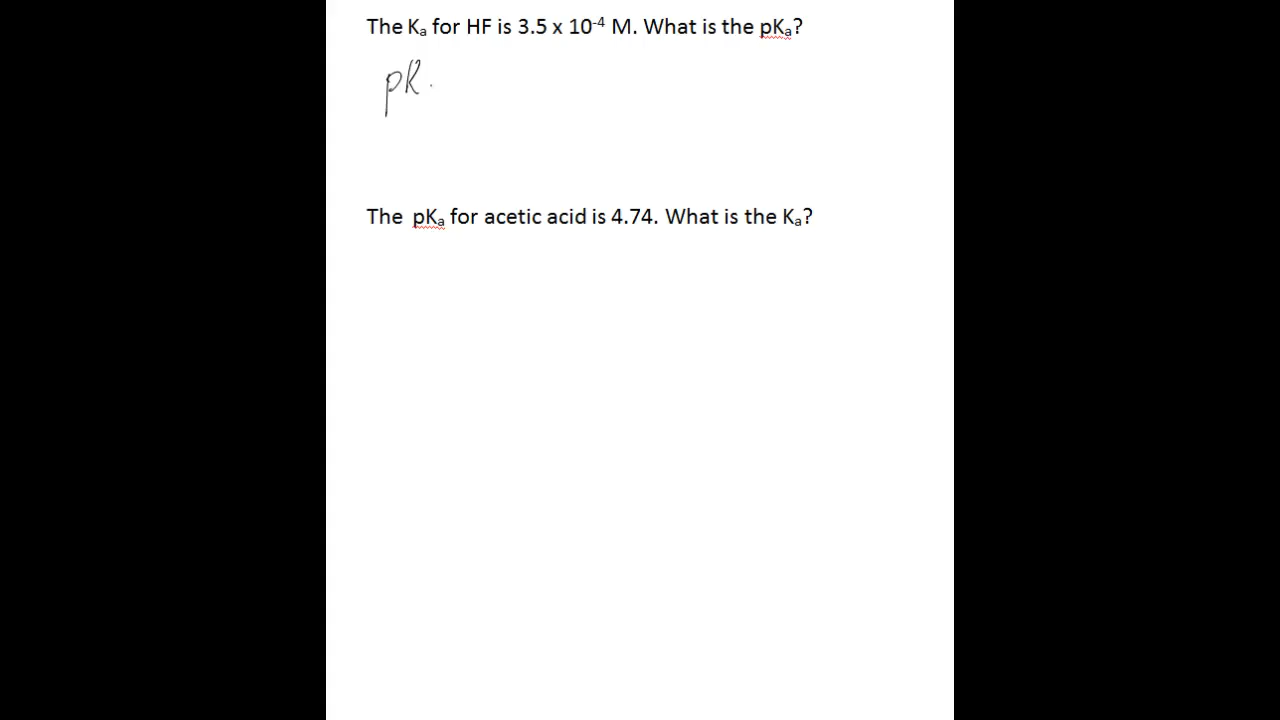 The Kₐ for HF is 3.5 x 10⁻⁴ M. What is the pKₐ?
pK
The pKₐ for acetic acid is 4.74. What is the Kₐ?